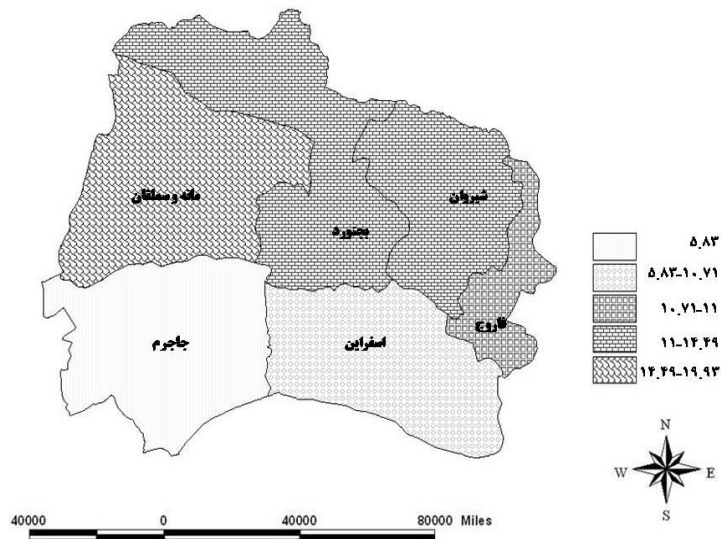 مانه و سملقان
شیروان
بجنورد
فاروج
جاجرم
اسفراین
۵.۸۳
۵.۸۳-۱۰.۷۱
۱۰.۷۱-۱۱
۱۱-۱۴.۴۹
۱۴.۴۹-۱۹.۹۳
N
W E
S
40000 0 40000 80000 Miles